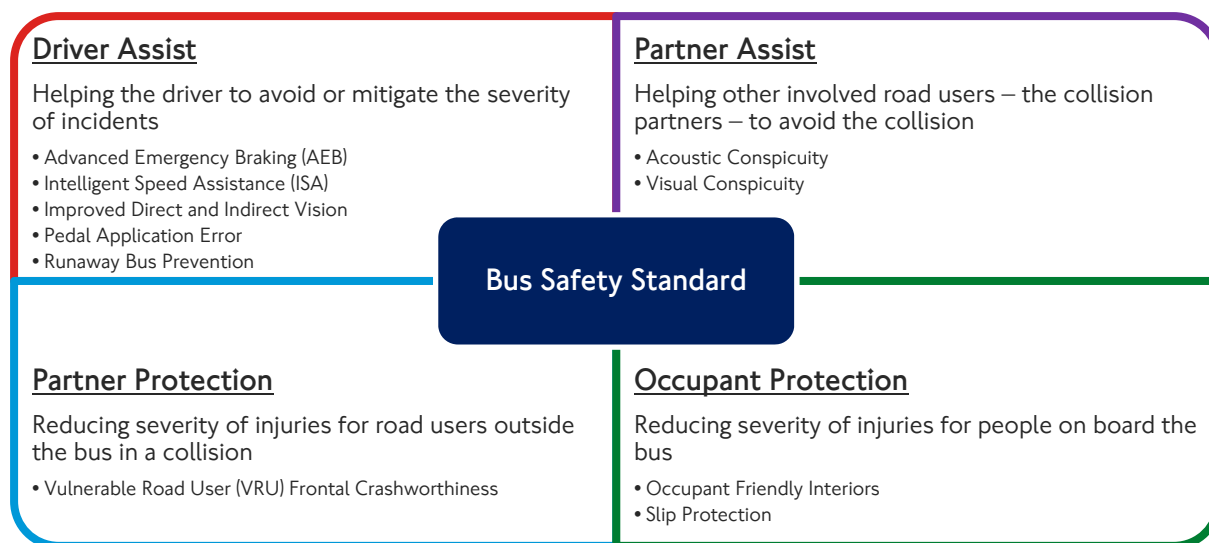 Driver Assist
Helping the driver to avoid or mitigate the severity
of incidents
• Advanced Emergency Braking (AEB)
• Intelligent Speed Assistance (ISA)
• Improved Direct and Indirect Vision
• Pedal Application Error
• Runaway Bus Prevention
Partner Assist
Helping other involved road users – the collision
partners – to avoid the collision
• Acoustic Conspicuity
• Visual Conspicuity
Bus Safety Standard
Partner Protection
Reducing severity of injuries for road users outside
the bus in a collision
• Vulnerable Road User (VRU) Frontal Crashworthiness
Occupant Protection
Reducing severity of injuries for people on board the
bus
• Occupant Friendly Interiors
• Slip Protection